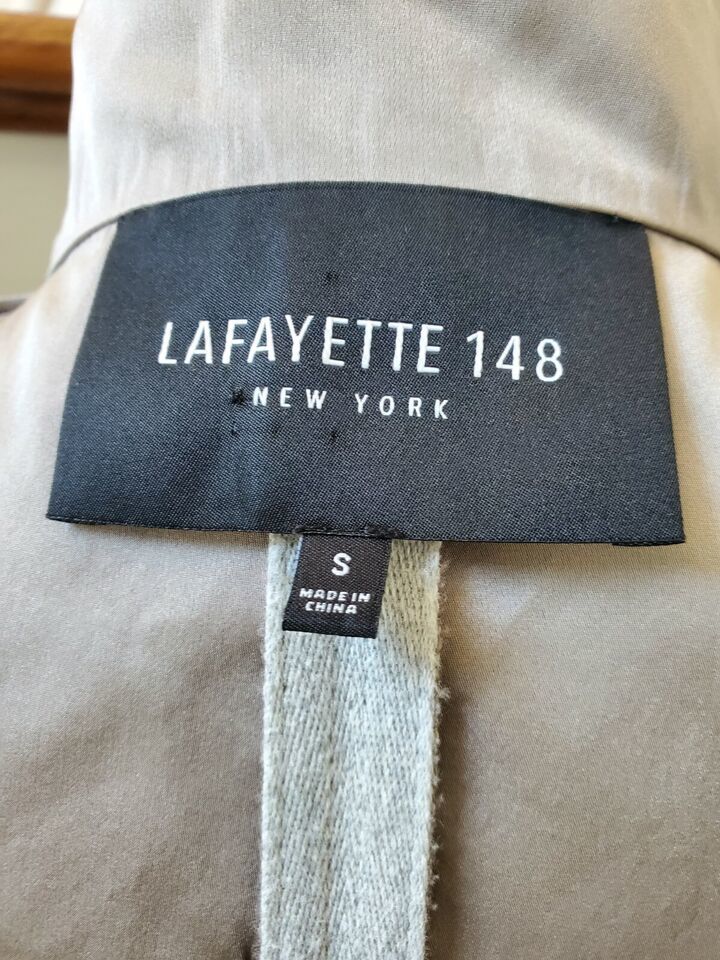 LAFAYETTE 148
NEW YORK
S
MADE IN
CHINA